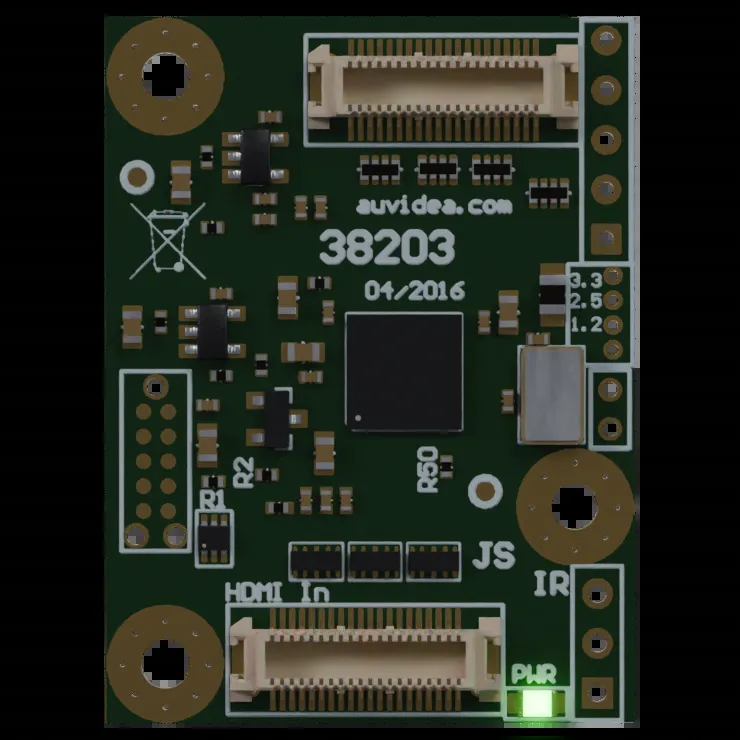 auvidea.com
38203
04/2016
3.3
2.5
1.2
R2
R50
R1
JS
IR
HDMI In
PWR